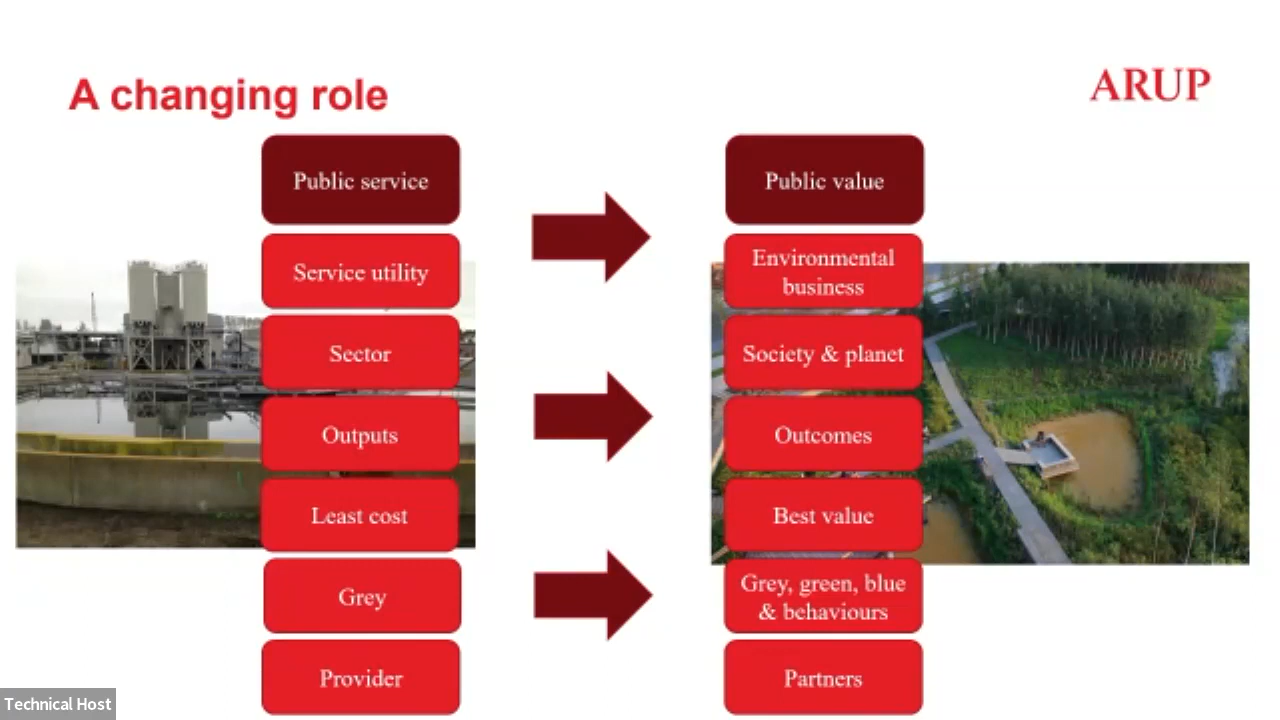 A changing role
ARUP
Public service
Public value
Service utility
Environmental
business
Sector
Society & planet
Outputs
Outcomes
Least cost
Best value
Grey
Grey, green, blue
& behaviours
Provider
Partners
Technical Host